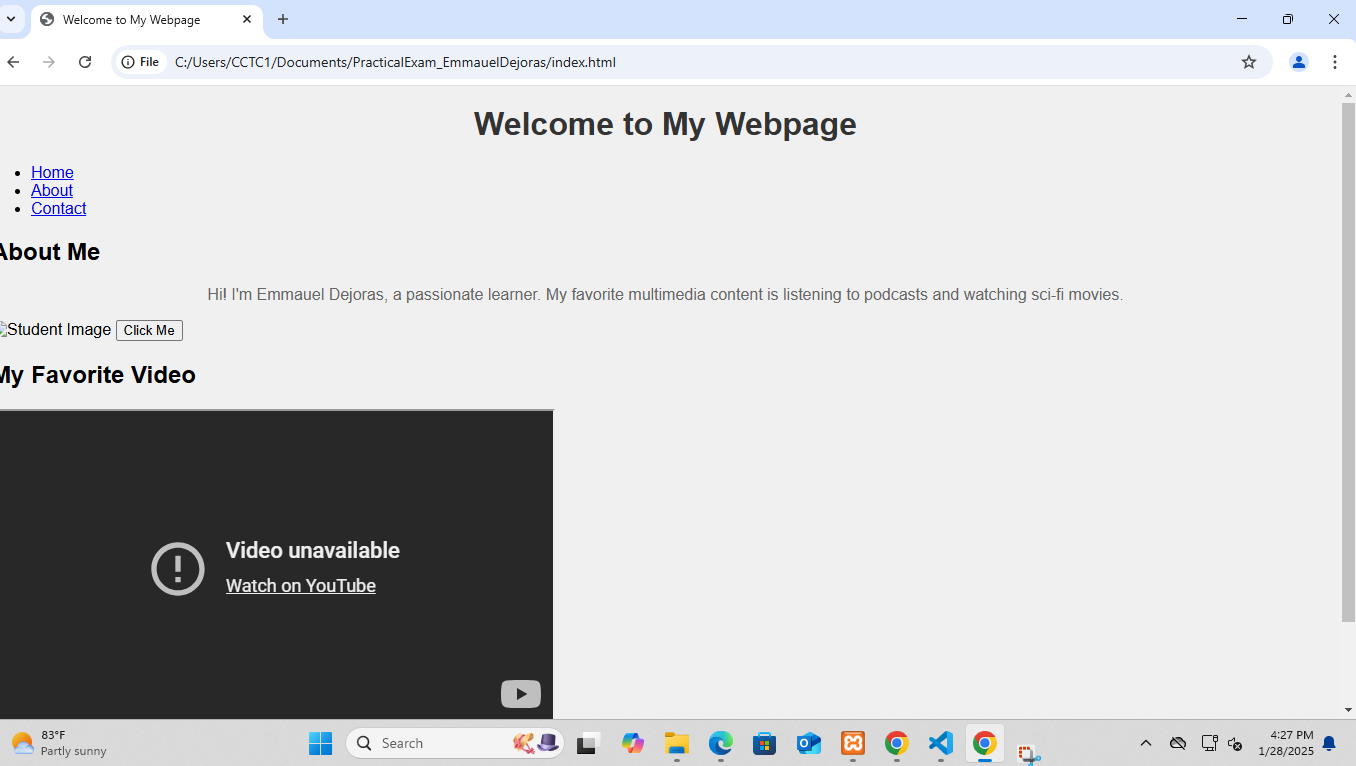 Welcome to My Webpage
File C:/Users/CCTC1/Documents/PracticalExam_EmmauelDejoras/index.html
Welcome to My Webpage
Home
About
Contact
About Me
Hi! I'm Emmauel Dejoras, a passionate learner. My favorite multimedia content is listening to podcasts and watching sci-fi movies.
Student Image Click Me
My Favorite Video
Video unavailable
Watch on YouTube
83°F
Partly sunny
Search
4:27 PM
1/28/2025